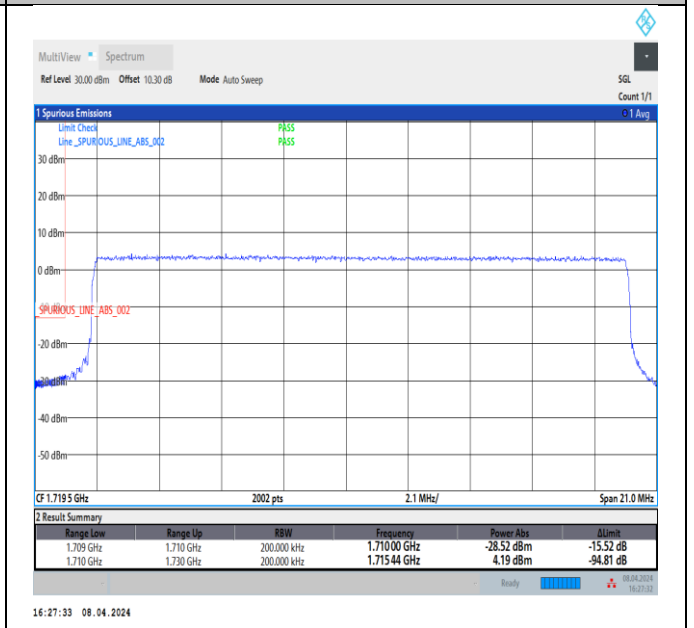 MultiView Spectrum
Ref Level 30.00 dBm Offset 10.30 dB Mode Auto Sweep SGL
Count 1/1
1 Spurious Emissions 1 Avg
Limit Check PASS
Line _SPURIOUS_LINE_ABS_002 PASS
30 dBm
20 dBm
10 dBm
0 dBm
_SPURIOUS_LINE_ABS_002
-20 dBm
-30 dBm
-40 dBm
-50 dBm
CF 1.7195 GHz 2002 pts 2.1 MHz/ Span 21.0 MHz
2 Result Summary
Range Low Range Up RBW Frequency Power Abs ΔLimit
1.709 GHz 1.710 GHz 200.000 kHz 1.71000 GHz -28.52 dBm -15.52 dB
1.710 GHz 1.730 GHz 200.000 kHz 1.71544 GHz 4.19 dBm -94.81 dB
Ready 08.04.2024
16:27:32
16:27:33 08.04.2024